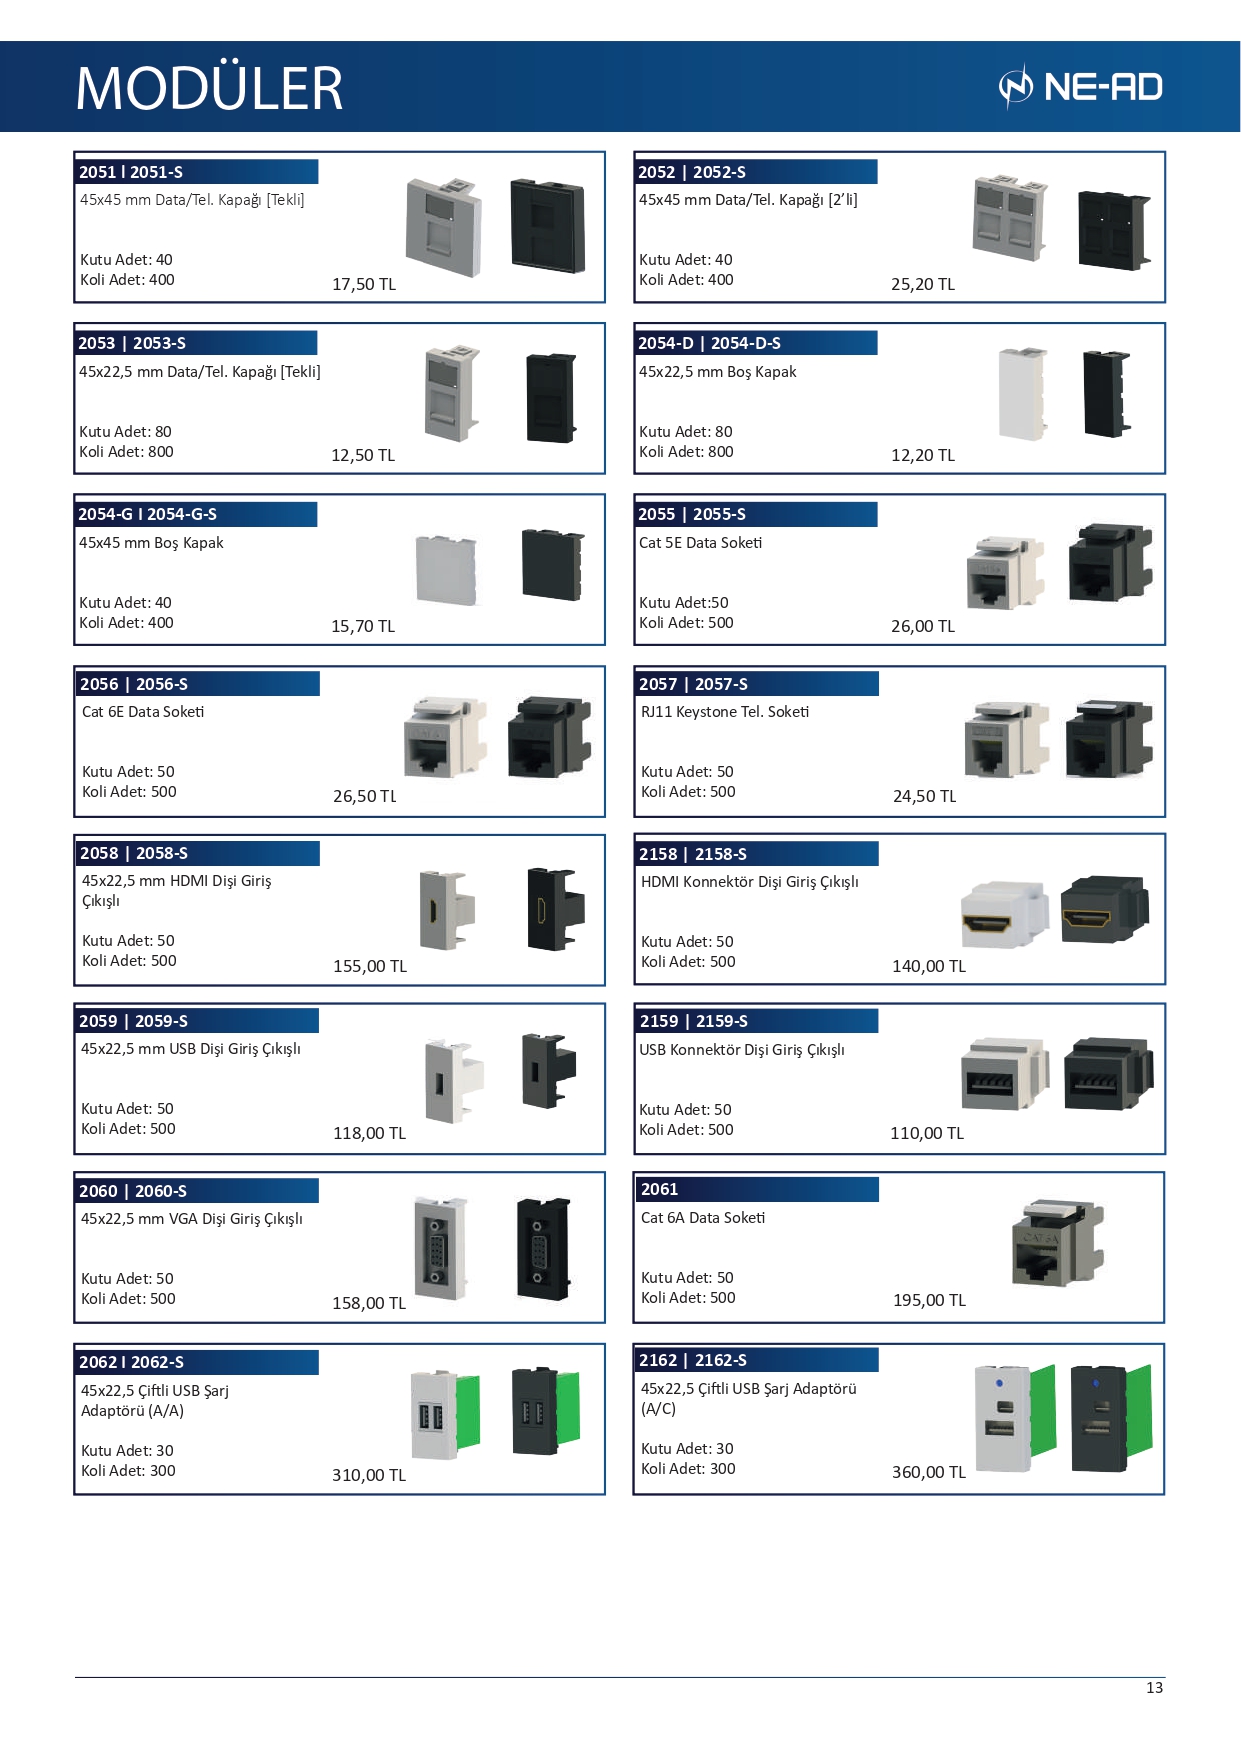 MODÜLER
NE-AD
2051 I 2051-S
45x45 mm Data/Tel. Kapağı [Tekli]
Kutu Adet: 40
Koli Adet: 400
17,50 TL
2052 | 2052-S
45x45 mm Data/Tel. Kapağı [2’li]
Kutu Adet: 40
Koli Adet: 400
25,20 TL
2053 | 2053-S
45x22,5 mm Data/Tel. Kapağı [Tekli]
Kutu Adet: 80
Koli Adet: 800
12,50 TL
2054-D | 2054-D-S
45x22,5 mm Boş Kapak
Kutu Adet: 80
Koli Adet: 800
12,20 TL
2054-G I 2054-G-S
45x45 mm Boş Kapak
Kutu Adet: 40
Koli Adet: 400
15,70 TL
2055 | 2055-S
Cat 5E Data Soketi
Kutu Adet:50
Koli Adet: 500
26,00 TL
2056 | 2056-S
Cat 6E Data Soketi
Kutu Adet: 50
Koli Adet: 500
26,50 TL
2057 | 2057-S
RJ11 Keystone Tel. Soketi
Kutu Adet: 50
Koli Adet: 500
24,50 TL
2058 | 2058-S
45x22,5 mm HDMI Dişi Giriş
Çıkışlı
Kutu Adet: 50
Koli Adet: 500
155,00 TL
2158 | 2158-S
HDMI Konnektör Dişi Giriş Çıkışlı
Kutu Adet: 50
Koli Adet: 500
140,00 TL
2059 | 2059-S
45x22,5 mm USB Dişi Giriş Çıkışlı
Kutu Adet: 50
Koli Adet: 500
118,00 TL
2159 | 2159-S
USB Konnektör Dişi Giriş Çıkışlı
Kutu Adet: 50
Koli Adet: 500
110,00 TL
2060 | 2060-S
45x22,5 mm VGA Dişi Giriş Çıkışlı
Kutu Adet: 50
Koli Adet: 500
158,00 TL
2061
Cat 6A Data Soketi
CAT 6A
Kutu Adet: 50
Koli Adet: 500
195,00 TL
2062 I 2062-S
45x22,5 Çiftli USB Şarj
Adaptörü (A/A)
Kutu Adet: 30
Koli Adet: 300
310,00 TL
2162 | 2162-S
45x22,5 Çiftli USB Şarj Adaptörü
(A/C)
Kutu Adet: 30
Koli Adet: 300
360,00 TL
13